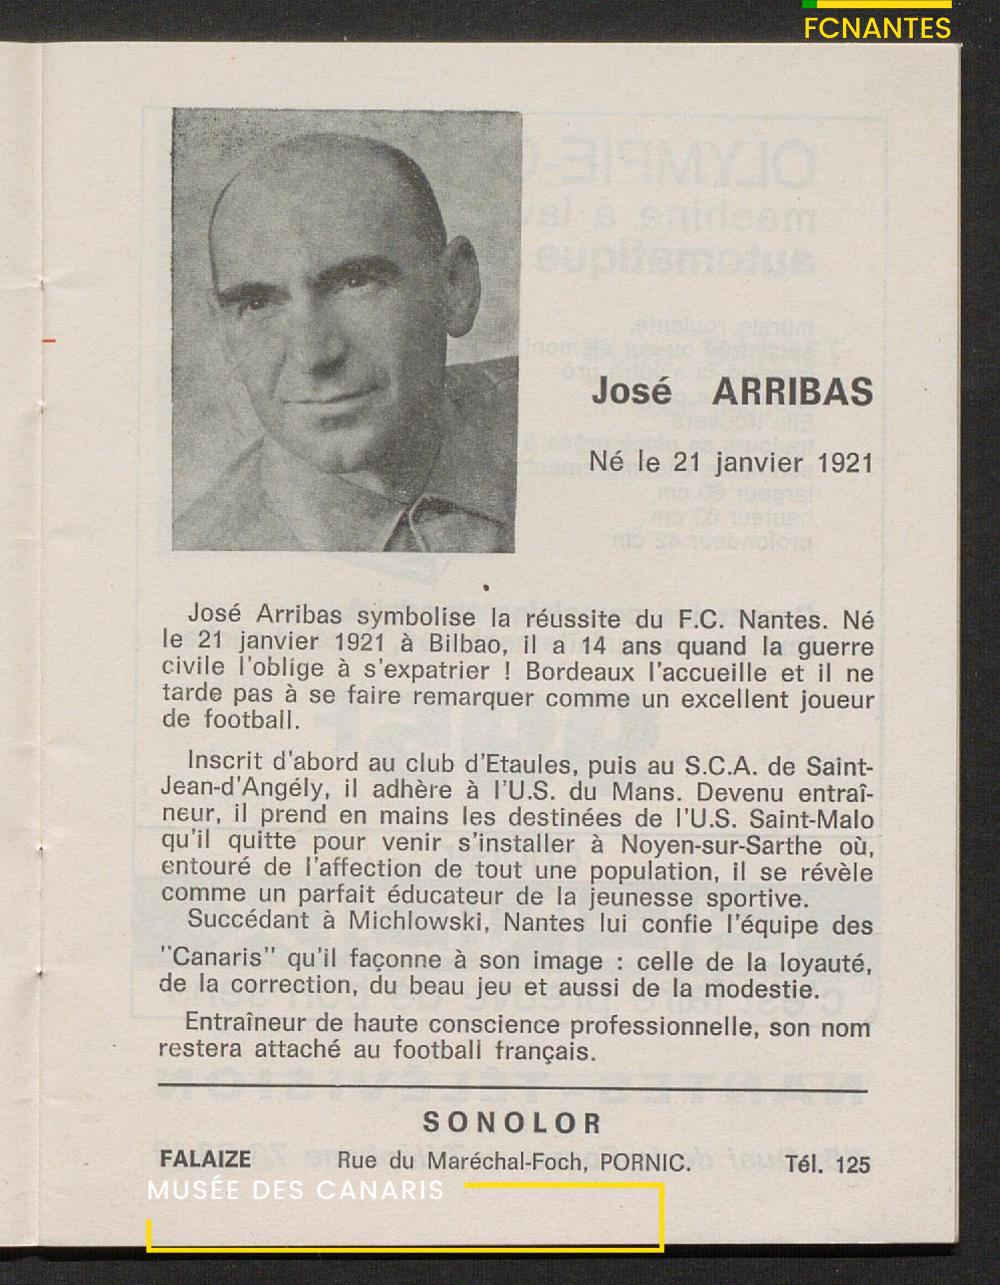 FCNANTES
José ARRIBAS
Né le 21 janvier 1921
José Arribas symbolise la réussite du F.C. Nantes. Né
le 21 janvier 1921 à Bilbao, il a 14 ans quand la guerre
civile l'oblige à s'expatrier ! Bordeaux l'accueille et il ne
tarde pas à se faire remarquer comme un excellent joueur
de football.
Inscrit d'abord au club d'Etaules, puis au S.C.A. de Saint-
Jean-d'Angély, il adhère à l'U.S. du Mans. Devenu entraî-
neur, il prend en mains les destinées de l'U.S. Saint-Malo
qu'il quitte pour venir s'installer à Noyen-sur-Sarthe où,
entouré de l'affection de tout une population, il se révèle
comme un parfait éducateur de la jeunesse sportive.
Succédant à Michlowski, Nantes lui confie l'équipe des
"Canaris" qu'il façonne à son image : celle de la loyauté,
de la correction, du beau jeu et aussi de la modestie.
Entraîneur de haute conscience professionnelle, son nom
restera attaché au football français.
SONOLOR
FALAIZE Rue du Maréchal-Foch, PORNIC. Tél. 125
MUSÉE DES CANARIS